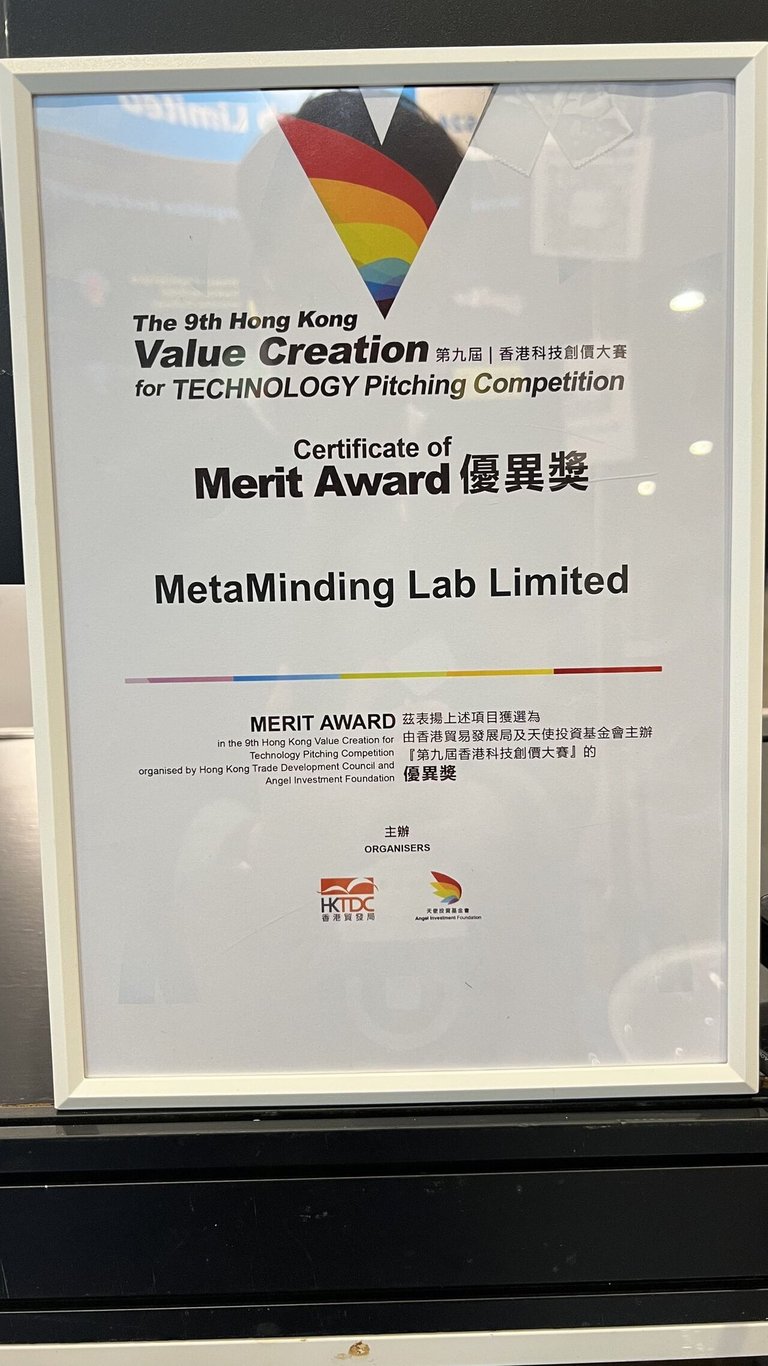 The 9th Hong Kong
Value Creation 第九屆 | 香港科技創價大賽
for TECHNOLOGY Pitching Competition
Certificate of
Merit Award 優異獎
MetaMinding Lab Limited
MERIT AWARD
in the 9th Hong Kong Value Creation for
Technology Pitching Competition
organised by Hong Kong Trade Development Council and
Angel Investment Foundation
茲表揚上述項目獲選為
由香港貿易發展局及天使投資基金會主辦
『第九屆香港科技創價大賽』的
優異獎
主辦
ORGANISERS
HKTDC
香港貿發局
天使投資基金會
Angel Investment Foundation